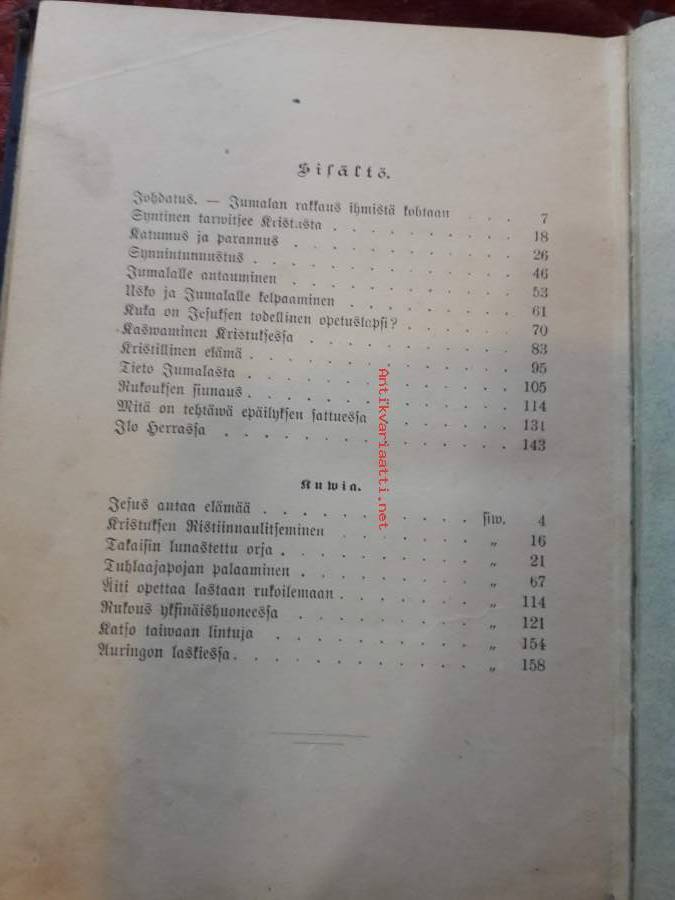 Sisältö.
Johdatus. — Jumalan rakkaus ihmistä kohtaan . . . 7
Syntinen tarwitsee Kristusta . . . . . . . . . . 18
Katumus ja parannus . . . . . . . . . . . . 26
Synnintunnustus . . . . . . . . . . . . . . 46
Jumalalle antauminen . . . . . . . . . . . . 53
Usko ja Jumalalle kelpaaminen . . . . . . . . . 61
Kuka on Jesuksen todellinen opetuslapsi? . . . . . . 70
Kaswaminen Kristuksessa . . . . . . . . . . . 83
Kristillinen elämä . . . . . . . . . . . . . . 95
Tieto Jumalasta . . . . . . . . . . . . . . 105
Rukouksen siunaus . . . . . . . . . . . . . . 114
Mitä on tehtäwä epäilyksen sattuessa . . . . . . . 131
Ilo Herrassa . . . . . . . . . . . . . . . 143
Kuwia.
Jesus antaa elämää . . . . . . . . . . . siw. 4
Kristuksen Ristiinnaulitseminen . . . . . . . „ 16
Takaisin lunastettu orja . . . . . . . . . . „ 21
Tuhlaajapojan palaaminen . . . . . . . . . „ 67
Äiti opettaa lastaan rukoilemaan . . . . . . . „ 114
Rukous yksinäishuoneessa . . . . . . . . . „ 121
Katso taiwaan lintuja . . . . . . . . . . . „ 154
Auringon laskiessa . . . . . . . . . . . . „ 158
Antikvariaatti.net